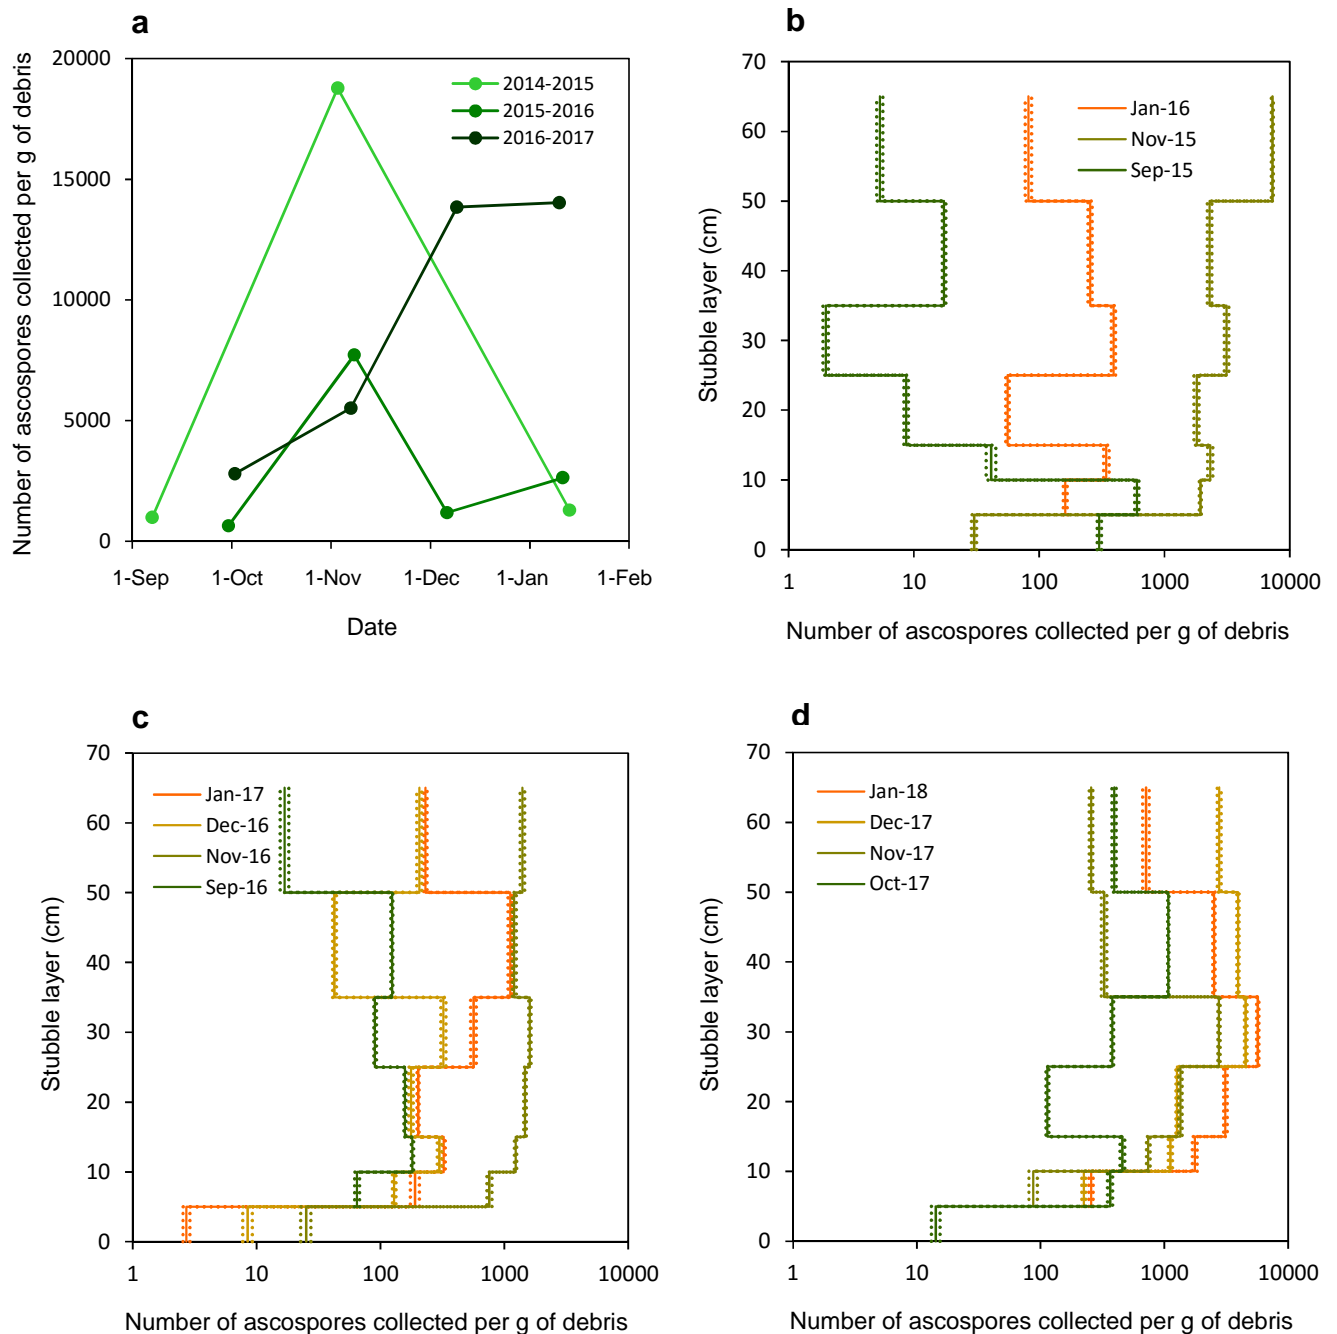 a
20000
15000
10000
5000
0
Number of ascospores collected per g of debris
2014-2015
2015-2016
2016-2017
1-Sep 1-Oct 1-Nov 1-Dec 1-Jan 1-Feb
Date
b
70
60
50
40
30
20
10
0
Stubble layer (cm)
Jan-16
Nov-15
Sep-15
1 10 100 1000 10000
Number of ascospores collected per g of debris
c
70
60
50
40
30
20
10
0
Stubble layer (cm)
Jan-17
Dec-16
Nov-16
Sep-16
1 10 100 1000 10000
Number of ascospores collected per g of debris
d
70
60
50
40
30
20
10
0
Stubble layer (cm)
Jan-18
Dec-17
Nov-17
Oct-17
1 10 100 1000 10000
Number of ascospores collected per g of debris